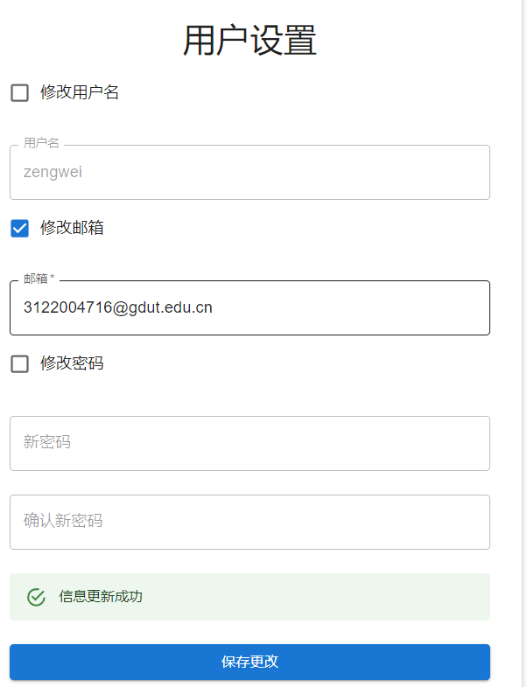 用户设置
修改用户名
用户名
zengwei
修改邮箱
邮箱 *
3122004716@gdut.edu.cn
修改密码
新密码
确认新密码
信息更新成功
保存更改